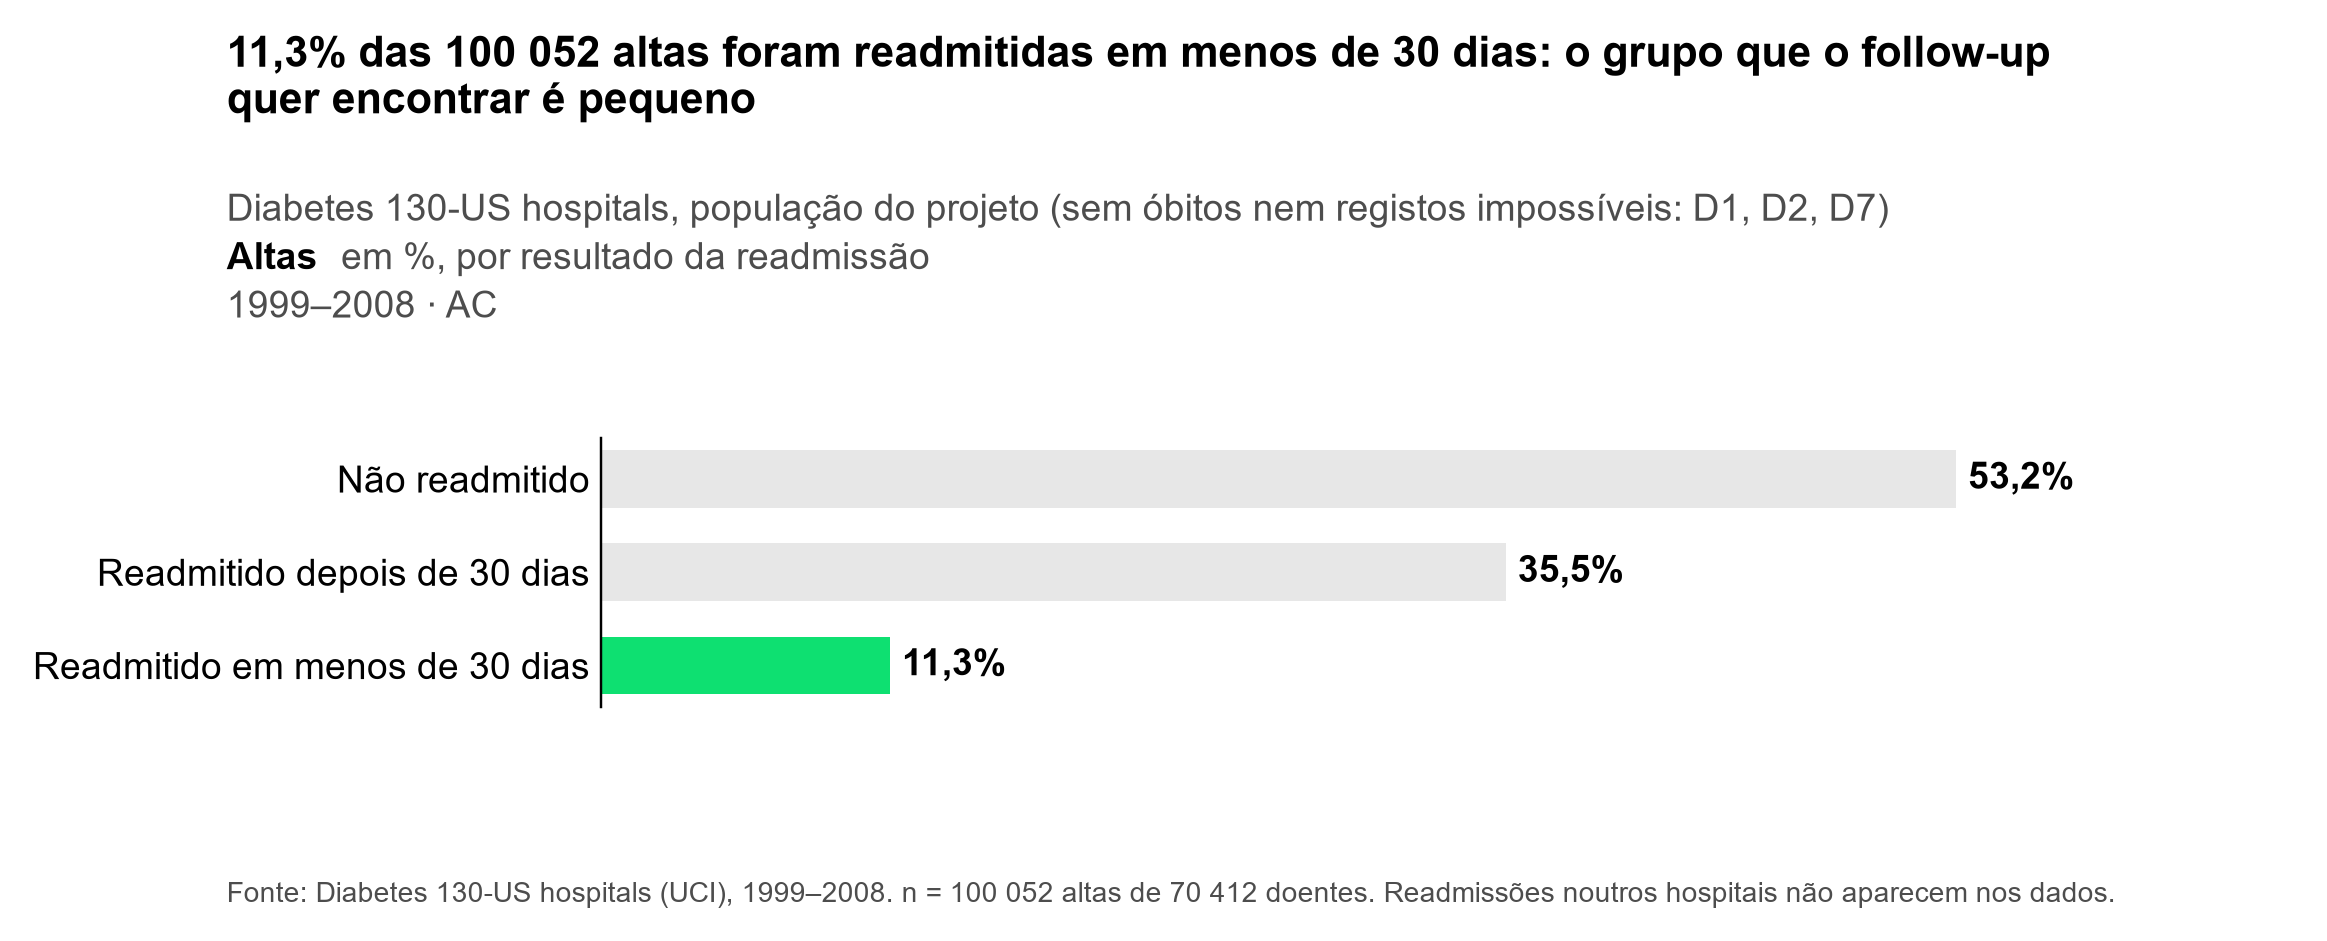 11,3% das 100 052 altas foram readmitidas em menos de 30 dias: o grupo que o follow-up
quer encontrar é pequeno
Diabetes 130-US hospitals, população do projeto (sem óbitos nem registos impossíveis: D1, D2, D7)
Altas em %, por resultado da readmissão
1999–2008 · AC
Não readmitido 53,2%
Readmitido depois de 30 dias 35,5%
Readmitido em menos de 30 dias 11,3%
Fonte: Diabetes 130-US hospitals (UCI), 1999–2008. n = 100 052 altas de 70 412 doentes. Readmissões noutros hospitais não aparecem nos dados.